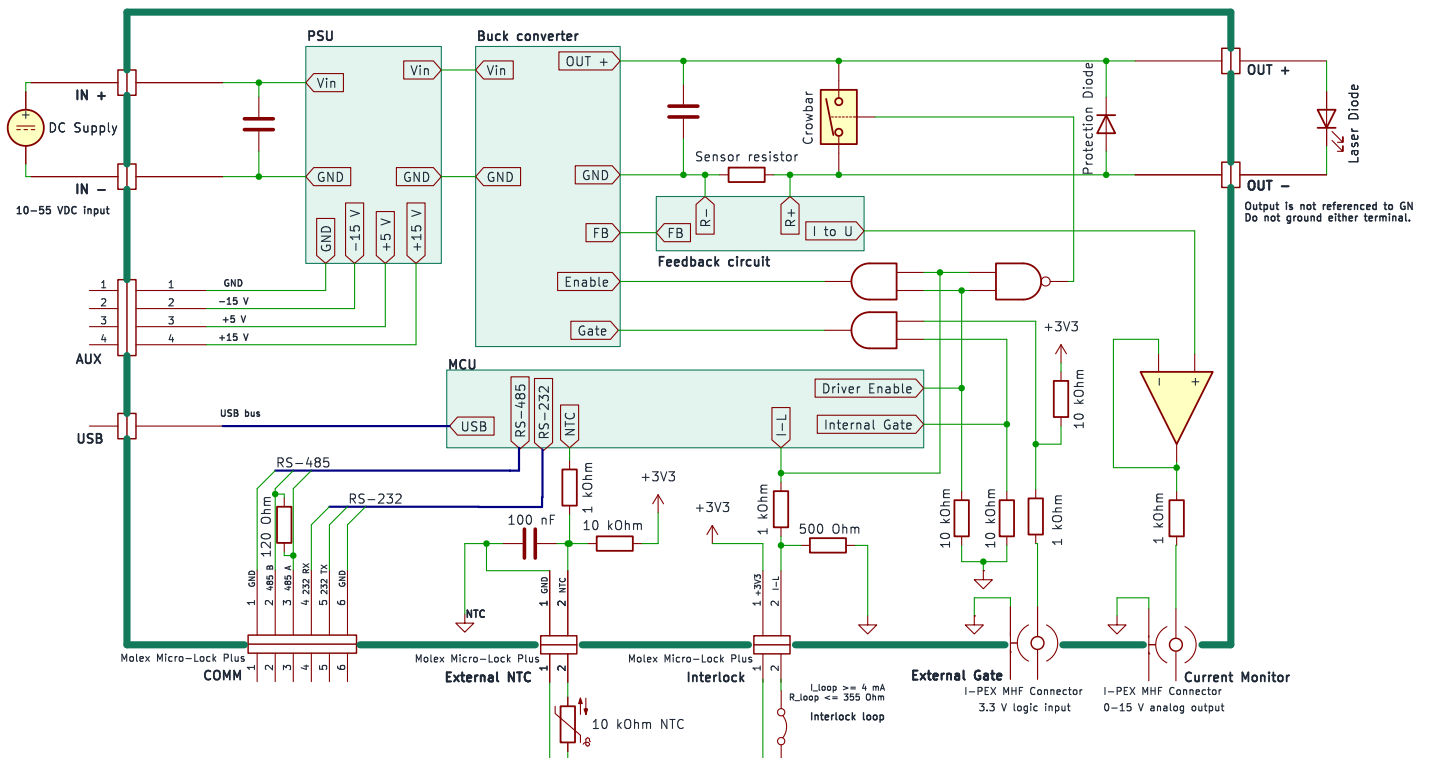 PSU
Buck converter
Vin
Vin
Vin
OUT +
OUT +
IN +
DC Supply
+
Crowbar
Protection Diode
Laser Diode
Sensor resistor
GND
GND
GND
GND
IN -
OUT -
10-55 VDC input
Output is not referenced to GN
Do not ground either terminal.
GND
-15 V
+5 V
+15 V
FB
FB
R-
R+
I to U
Feedback circuit
Enable
Gate
1 1 GND
2 2 -15 V
3 3 +5 V
4 4 +15 V
AUX
+3V3
MCU
RS-485
RS-232
NTC
I-L
Driver Enable
Internal Gate
10 kOhm
- +
USB bus
USB
USB
RS-485
RS-232
120 Ohm
1 kOhm
+3V3
+3V3
100 nF
10 kOhm
1 kOhm
500 Ohm
10 kOhm
10 kOhm
1 kOhm
1 kOhm
1 GND
2 485 B
3 485 A
4 232 RX
5 232 TX
6 GND
1 GND
2 NTC
1 +3V3
2 I-L
NTC
Molex Micro-Lock Plus
Molex Micro-Lock Plus
Molex Micro-Lock Plus
1 2 3 4 5 6
1 2
1 2
COMM
External NTC
Interlock
External Gate
Current Monitor
I-PEX MHF Connector
3.3 V logic input
I-PEX MHF Connector
0-15 V analog output
I_loop >= 4 mA
R_loop <= 355 Ohm
Interlock loop
10 kOhm NTC